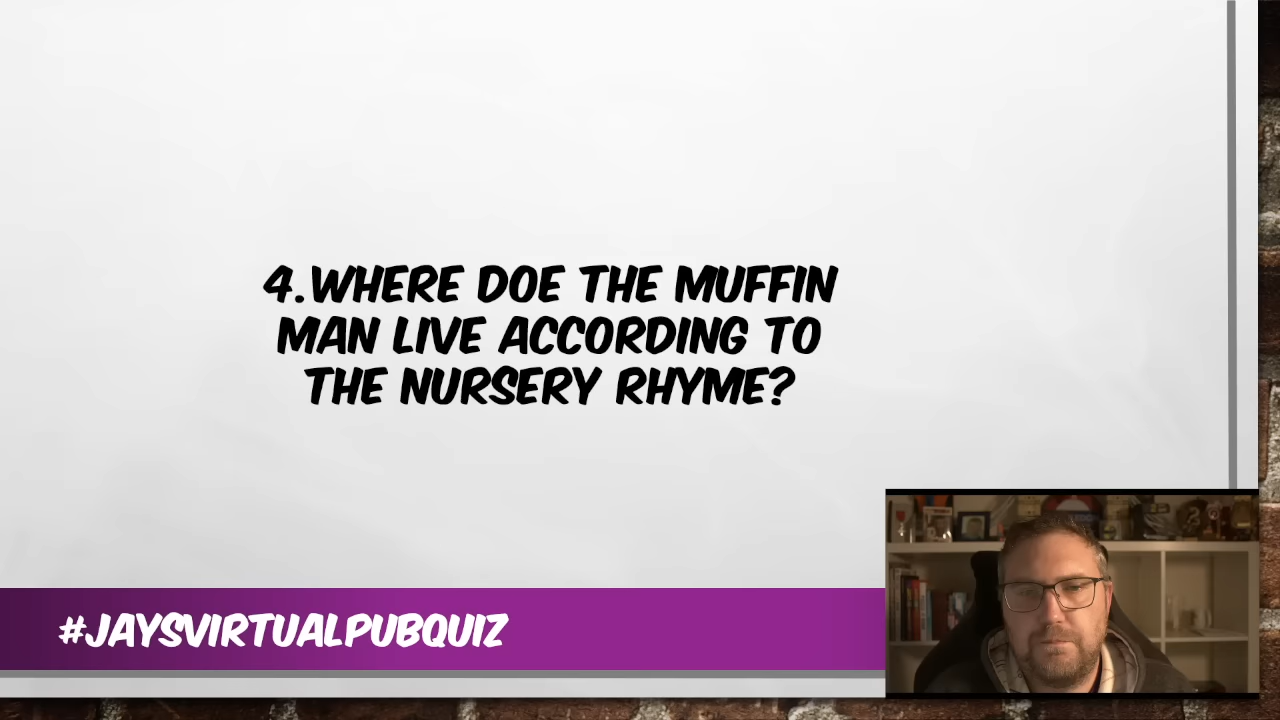 4.WHERE DOE THE MUFFIN
MAN LIVE ACCORDING TO
THE NURSERY RHYME?
#JAYSVIRTUALPUBQUIZ